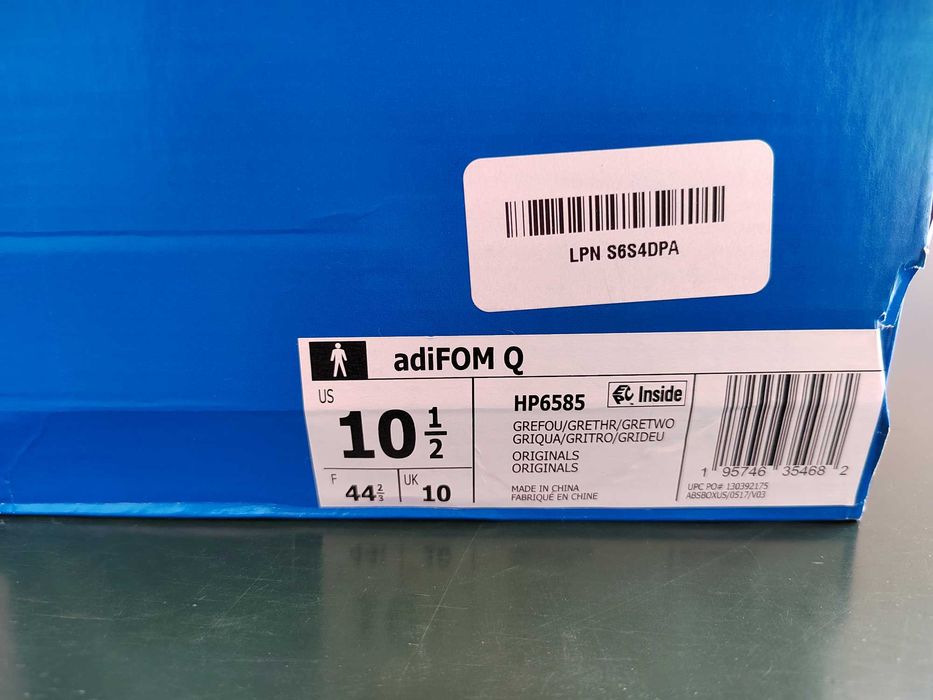 LPN S6S4DPA
adiFOM Q
US
10 1/2
F
44 2/3
UK
10
HP6585
Inside
GREFOU/GRETHR/GRETWO
GRIQUA/GRITRO/GRIDEU
ORIGINALS
ORIGINALS
MADE IN CHINA
FABRIQUÉ EN CHINE
1 95746 35468 2
UPC PO# 130392175
ABSBOXUS/0517/V03